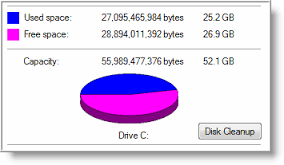 Used space: 27,095,465,984 bytes 25.2 GB
Free space: 28,894,011,392 bytes 26.9 GB
Capacity: 55,989,477,376 bytes 52.1 GB
Drive C:
Disk Cleanup